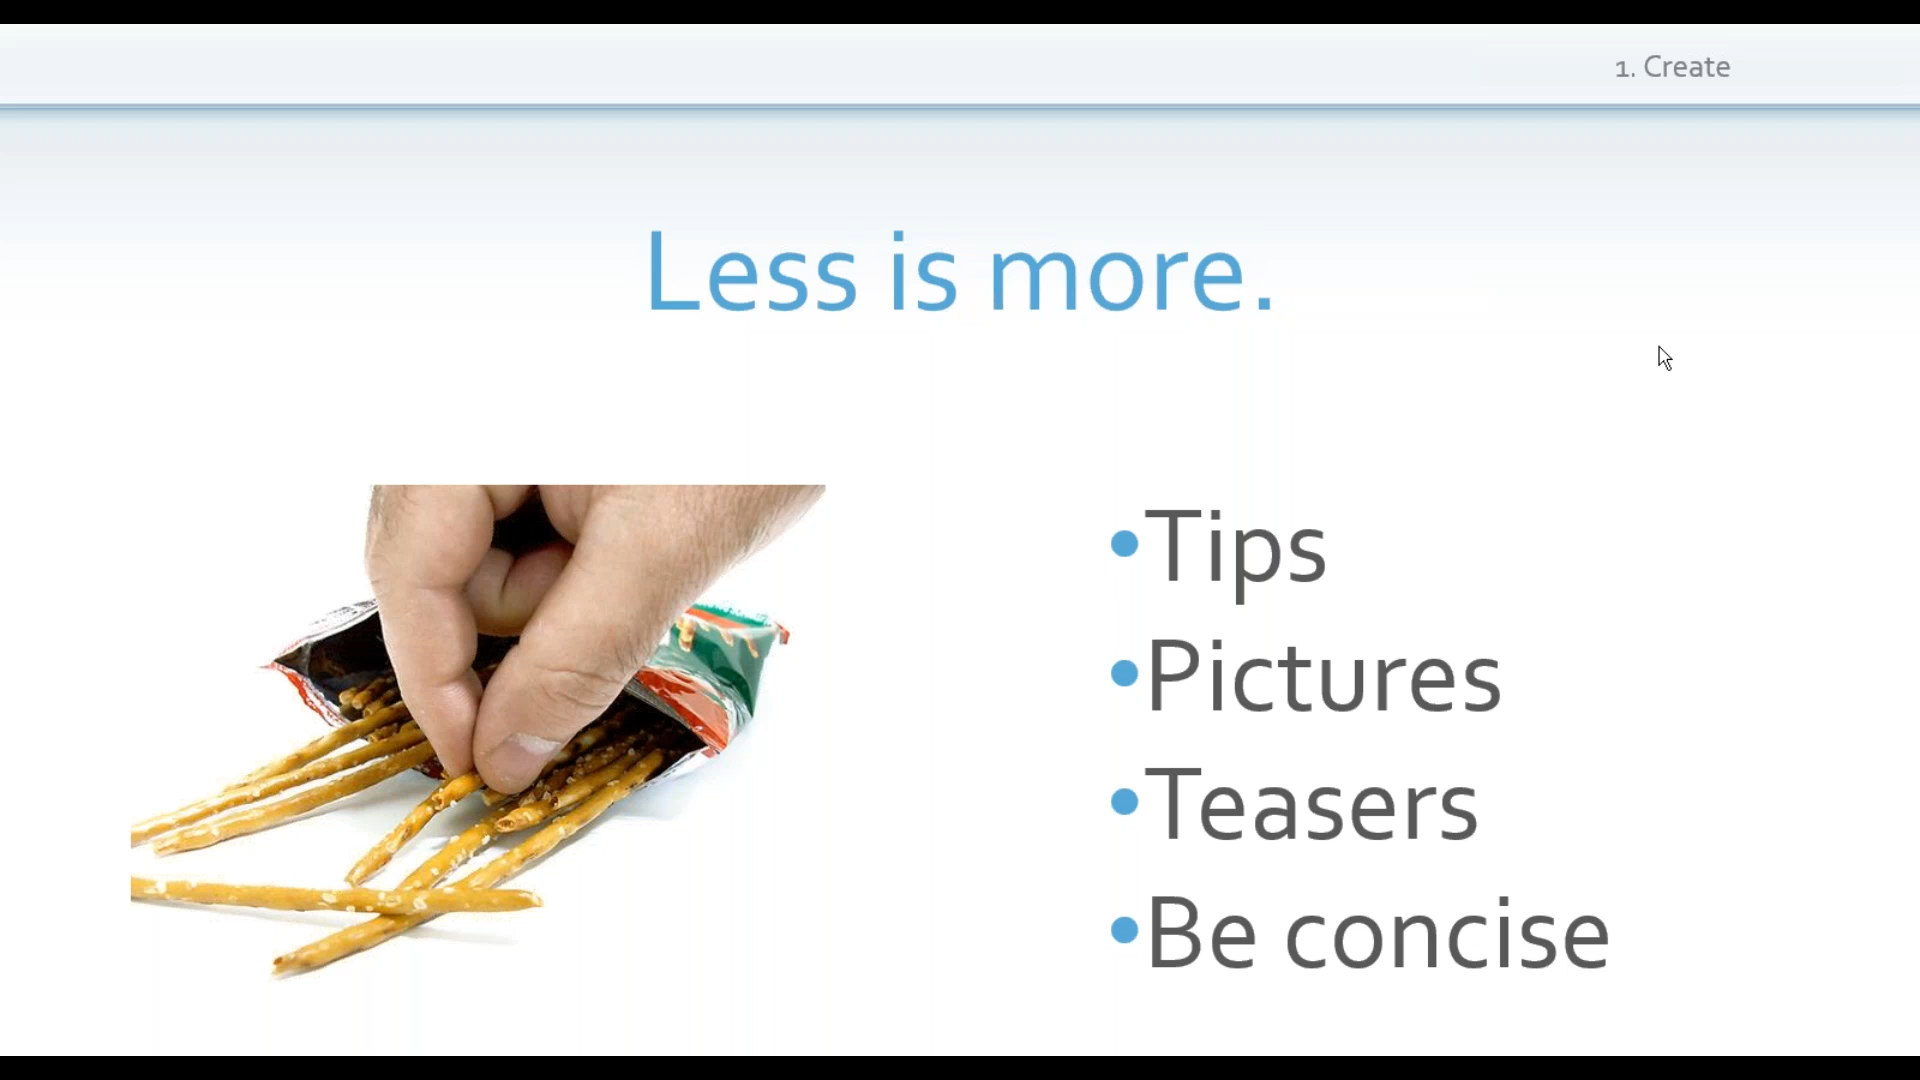 1. Create
Less is more.
•Tips
•Pictures
•Teasers
•Be concise